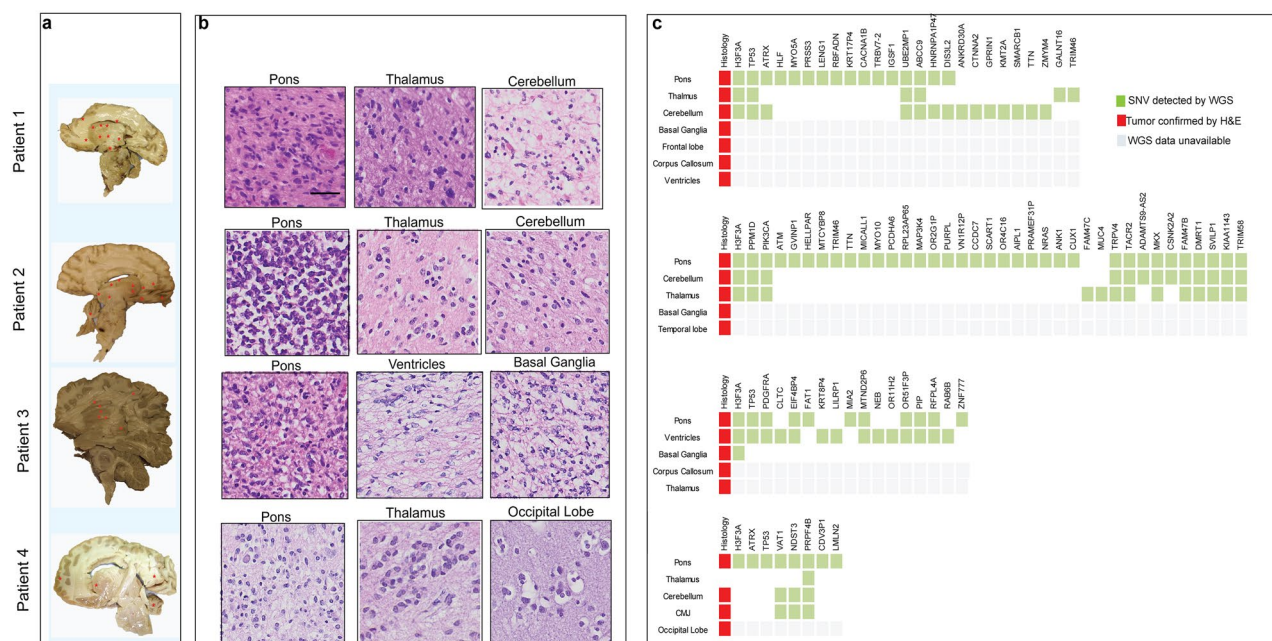 a
b
c
Patient 1
Patient 2
Patient 3
Patient 4
Pons
Thalamus
Cerebellum
Pons
Thalamus
Cerebellum
Pons
Ventricles
Basal Ganglia
Pons
Thalamus
Occipital Lobe
Histology
H3F3A
TP53
ATRX
HLF
MYO5A
PRSS3
LENG1
RBFADN
KRT17P4
CACNA1B
TRBV7-2
IGSF1
UBE2MP1
ABCC9
HNRNPA1P47
DIS3L2
ANKRD30A
CTNNA2
GPRIN1
KMT2A
SMARCB1
TTN
ZMYM4
GALNT16
TRIM46
Pons
Thalmus
Cerebellum
Basal Ganglia
Frontal lobe
Corpus Callosum
Ventricles
SNV detected by WGS
Tumor confirmed by H&E
WGS data unavailable
Histology
H3F3A
PPM1D
PIK3CA
ATM
GVINP1
HELLPAR
MTCYBP8
TRIM46
TTN
MICALL1
MYO10
PCDHA6
RPL23AP65
MAP3K4
OR2G1P
PURPL
VN1R12P
CCDC7
SCART1
OR4C16
AIPL1
PRAMEF31P
NRAS
ANK1
CUX1
FAM47C
MUC4
TRPV4
TACR2
ADAMTS9-AS2
MKX
CSNK2A2
FAM47B
DMRT1
SVILP1
KIAA1143
TRIM58
Pons
Cerebellum
Thalamus
Basal Ganglia
Temporal lobe
Histology
H3F3A
TP53
PDGFRA
CLTC
EIF4BP4
FAT1
KRT8P4
LILRP1
MIA2
MTND2P6
NEB
OR11H2
OR51F3P
PIP
RFPL4A
RAB6B
ZNF777
Pons
Ventricles
Basal Ganglia
Corpus Callosum
Thalamus
Histology
H3F3A
ATRX
TP53
VAT1
NDST3
PRPF4B
CDV3P1
LMLN2
Pons
Thalamus
Cerebellum
CMJ
Occipital Lobe